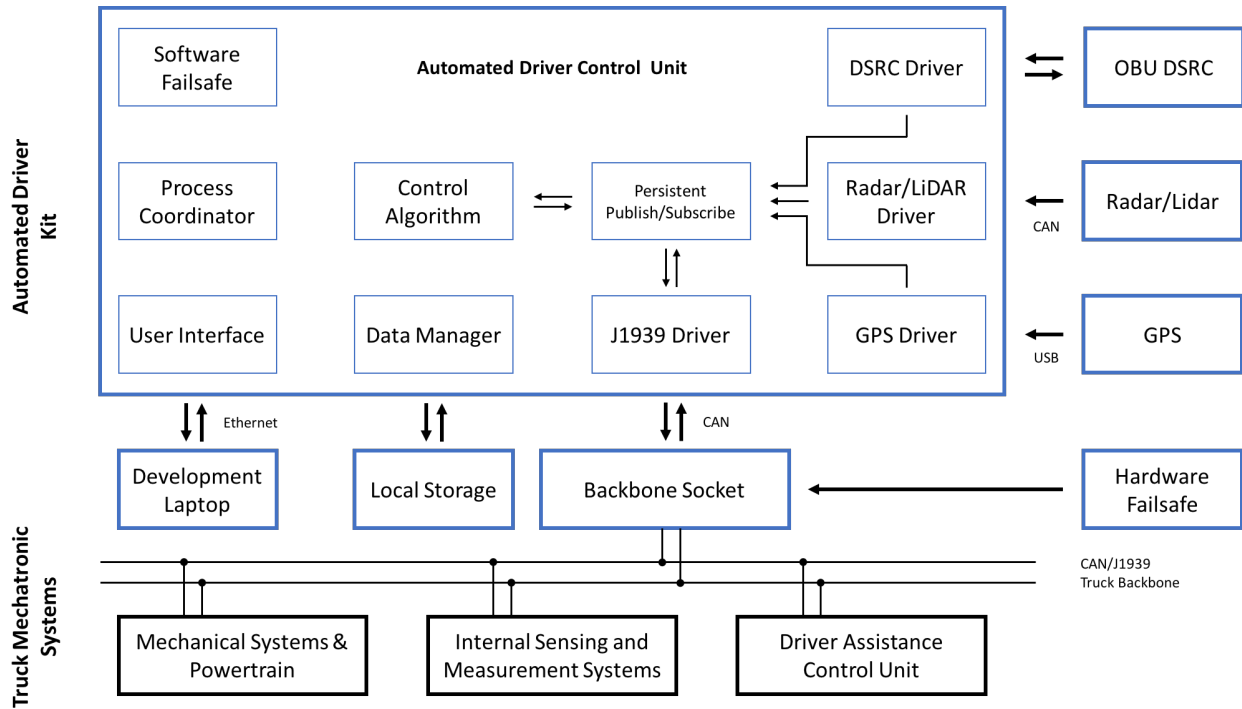 Automated Driver
Kit
Truck Mechatronic
Systems
Software
Failsafe
Automated Driver Control Unit
DSRC Driver
OBU DSRC
Process
Coordinator
Control
Algorithm
Persistent
Publish/Subscribe
Radar/LiDAR
Driver
CAN
Radar/Lidar
User Interface
Data Manager
J1939 Driver
GPS Driver
USB
GPS
Ethernet
CAN
Development
Laptop
Local Storage
Backbone Socket
Hardware
Failsafe
CAN/J1939
Truck Backbone
Mechanical Systems &
Powertrain
Internal Sensing and
Measurement Systems
Driver Assistance
Control Unit